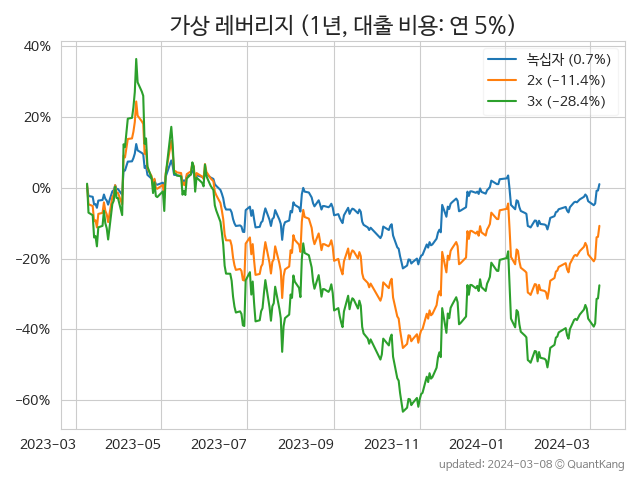 가상 레버리지 (1년, 대출 비용: 연 5%)
녹십자 (0.7%)
2x (−11.4%)
3x (−28.4%)
40%
20%
0%
−20%
−40%
−60%
2023-03 2023-05 2023-07 2023-09 2023-11 2024-01 2024-03
updated: 2024-03-08 © QuantKang